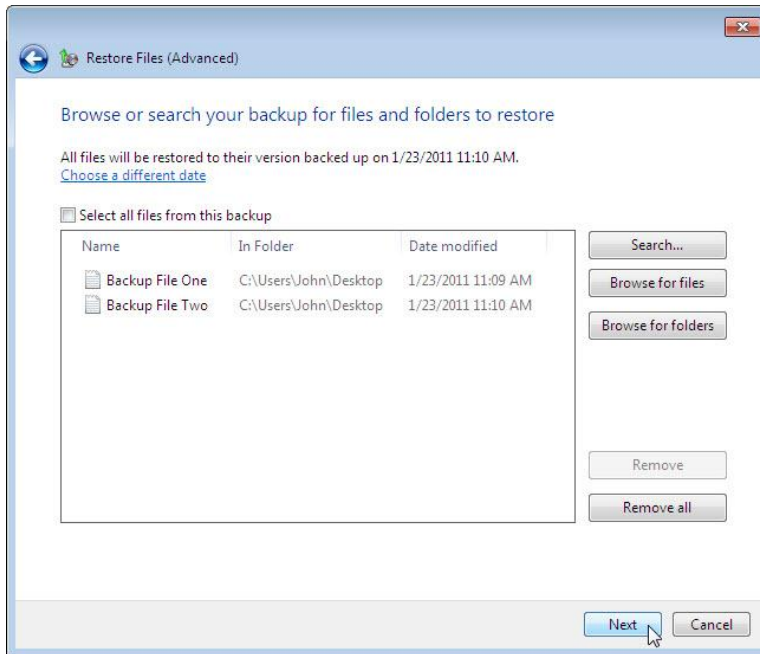 Restore Files (Advanced)
Browse or search your backup for files and folders to restore
All files will be restored to their version backed up on 1/23/2011 11:10 AM.
Choose a different date
Select all files from this backup
Name In Folder Date modified
Backup File One C:\Users\John\Desktop 1/23/2011 11:09 AM
Backup File Two C:\Users\John\Desktop 1/23/2011 11:10 AM
Search...
Browse for files
Browse for folders
Remove
Remove all
Next Cancel